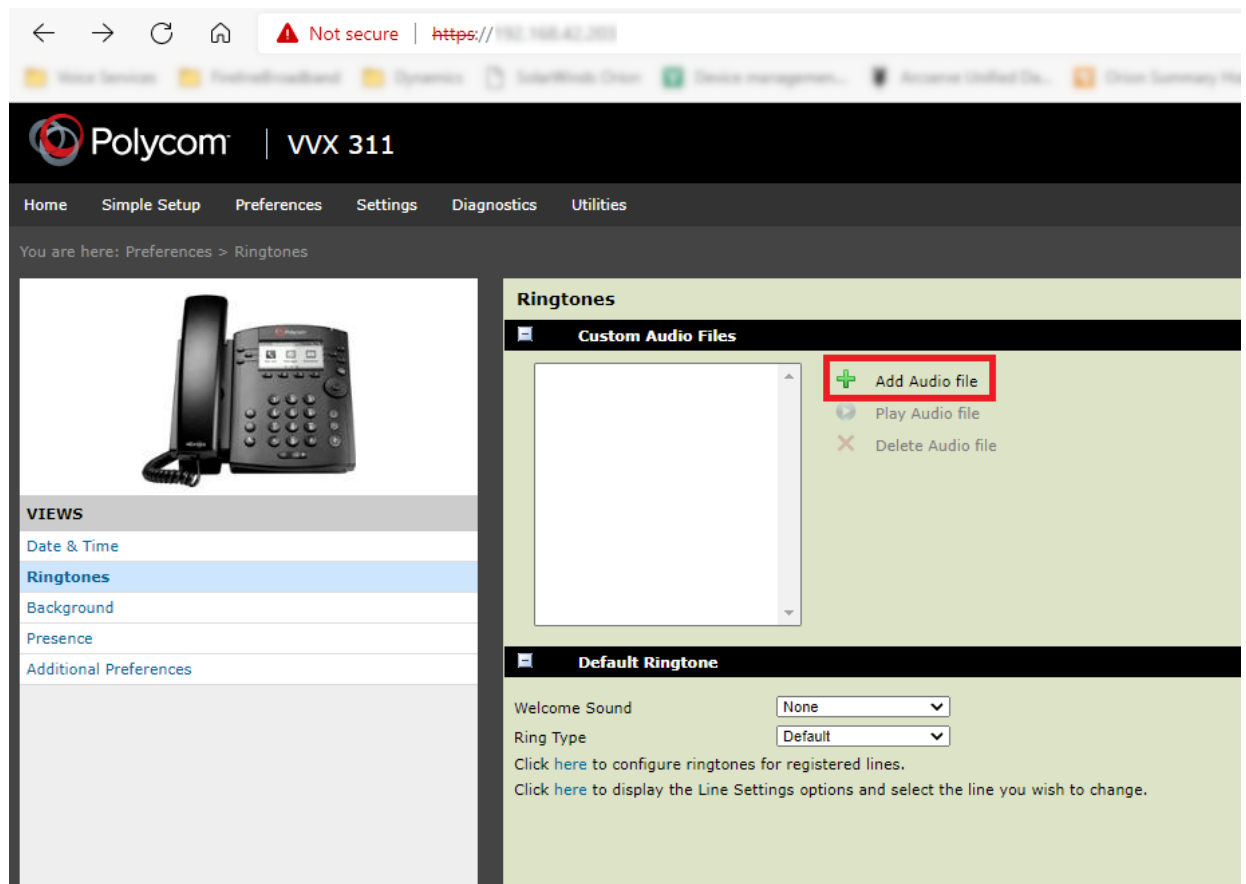 Not secure | https://
Polycom | VVX 311
Home Simple Setup Preferences Settings Diagnostics Utilities
You are here: Preferences > Ringtones
VIEWS
Date & Time
Ringtones
Background
Presence
Additional Preferences
Ringtones
Custom Audio Files
Add Audio file
Play Audio file
Delete Audio file
Default Ringtone
Welcome Sound None
Ring Type Default
Click here to configure ringtones for registered lines.
Click here to display the Line Settings options and select the line you wish to change.